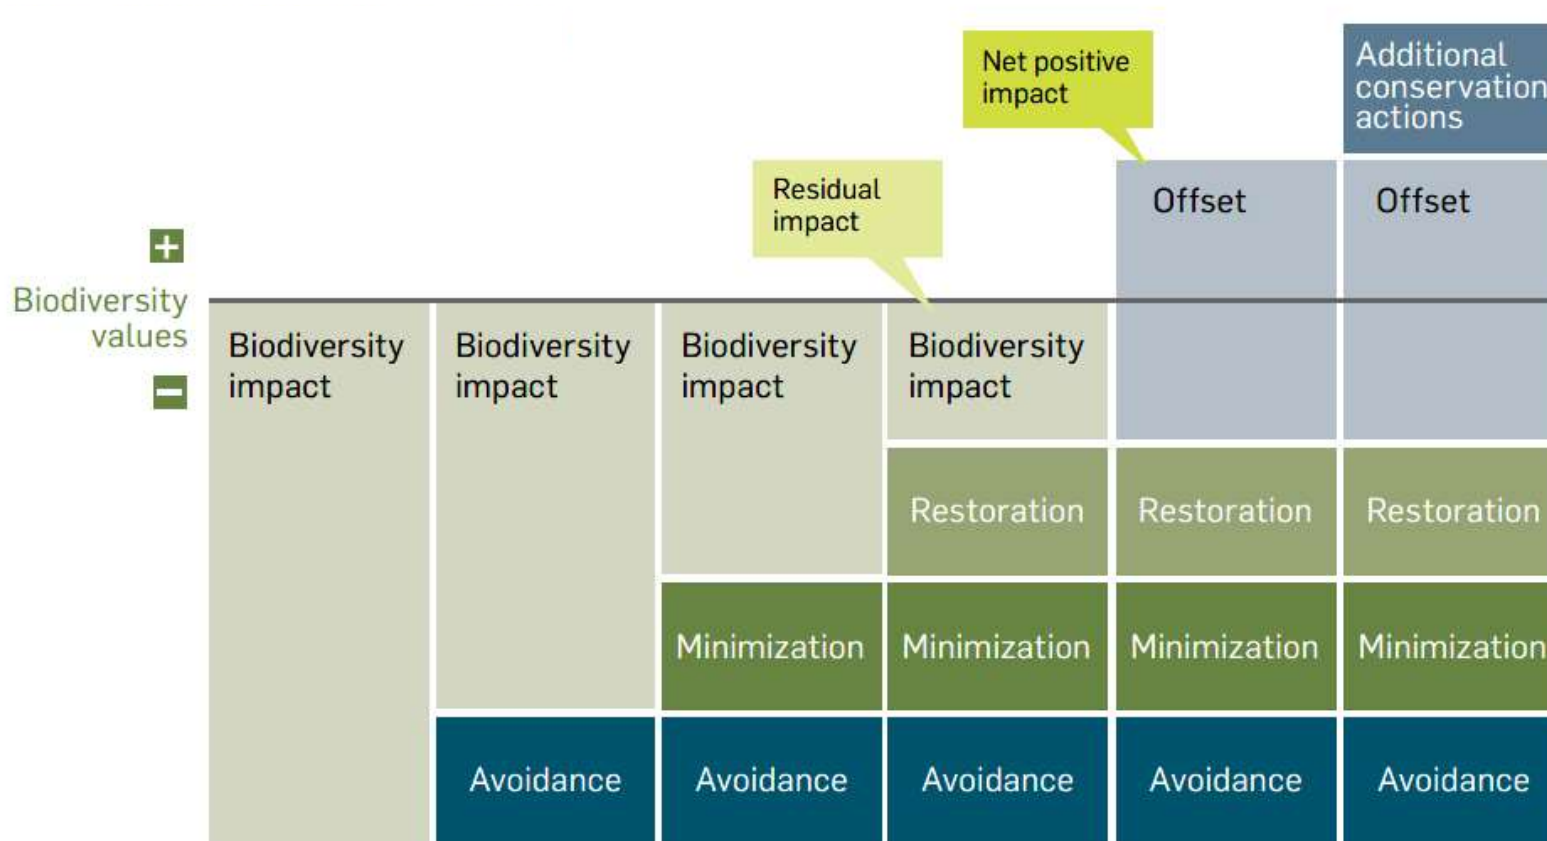 Additional
conservation
actions
Net positive
impact
Residual
impact
Offset
Offset
+
Biodiversity
values
−
Biodiversity
impact
Biodiversity
impact
Biodiversity
impact
Biodiversity
impact
Restoration
Restoration
Restoration
Minimization
Minimization
Minimization
Minimization
Avoidance
Avoidance
Avoidance
Avoidance
Avoidance